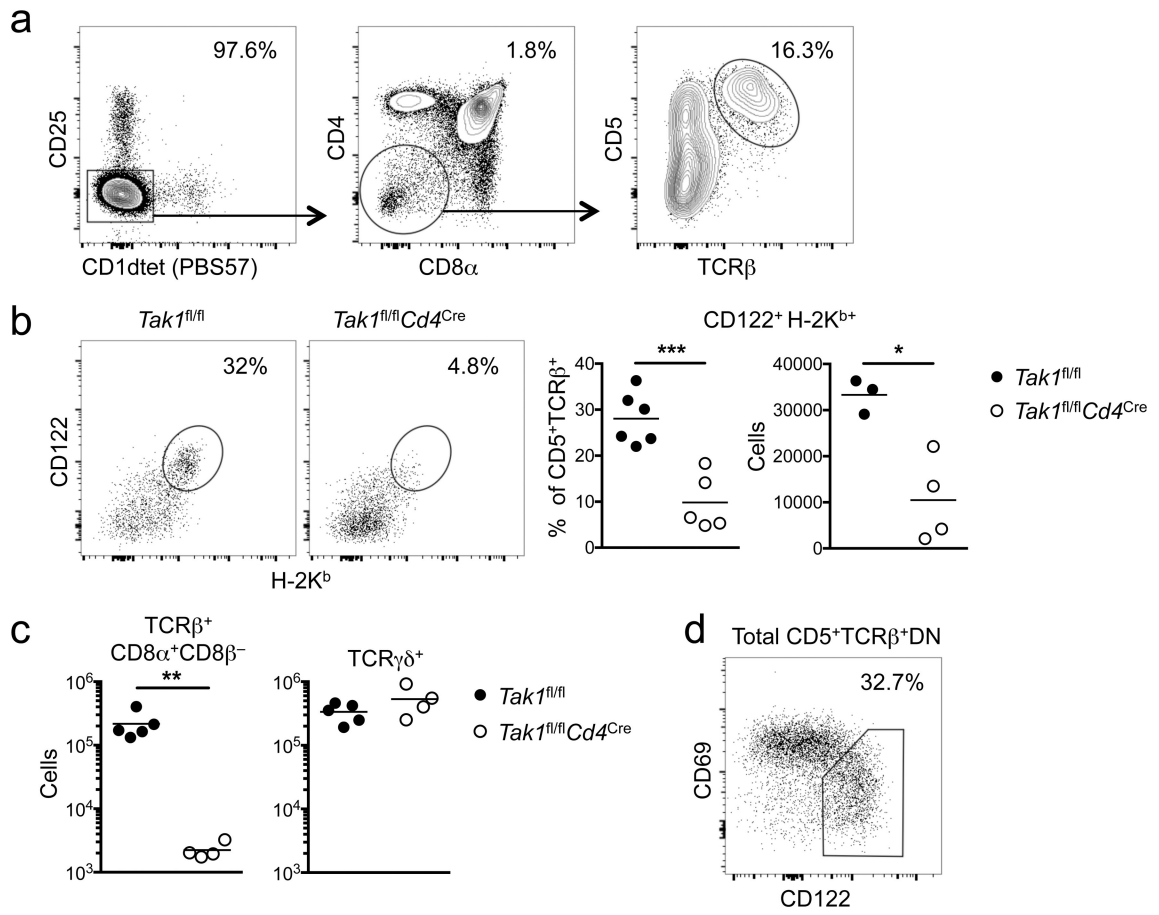 a
97.6%
1.8%
16.3%
CD25
CD4
CD5
CD1dtet (PBS57)
CD8α
TCRβ
b
Tak1fl/fl
Tak1fl/flCd4Cre
CD122+ H-2Kb+
32%
4.8%
CD122
H-2Kb
% of CD5+TCRβ+
40
30
20
10
0
***
Cells
40000
30000
20000
10000
0
*
Tak1fl/fl
Tak1fl/flCd4Cre
c
TCRβ+
CD8α+CD8β–
**
Cells
10⁶
10⁵
10⁴
10³
TCRγδ+
10⁶
10⁵
10⁴
10³
Tak1fl/fl
Tak1fl/flCd4Cre
d
Total CD5+TCRβ+DN
32.7%
CD69
CD122